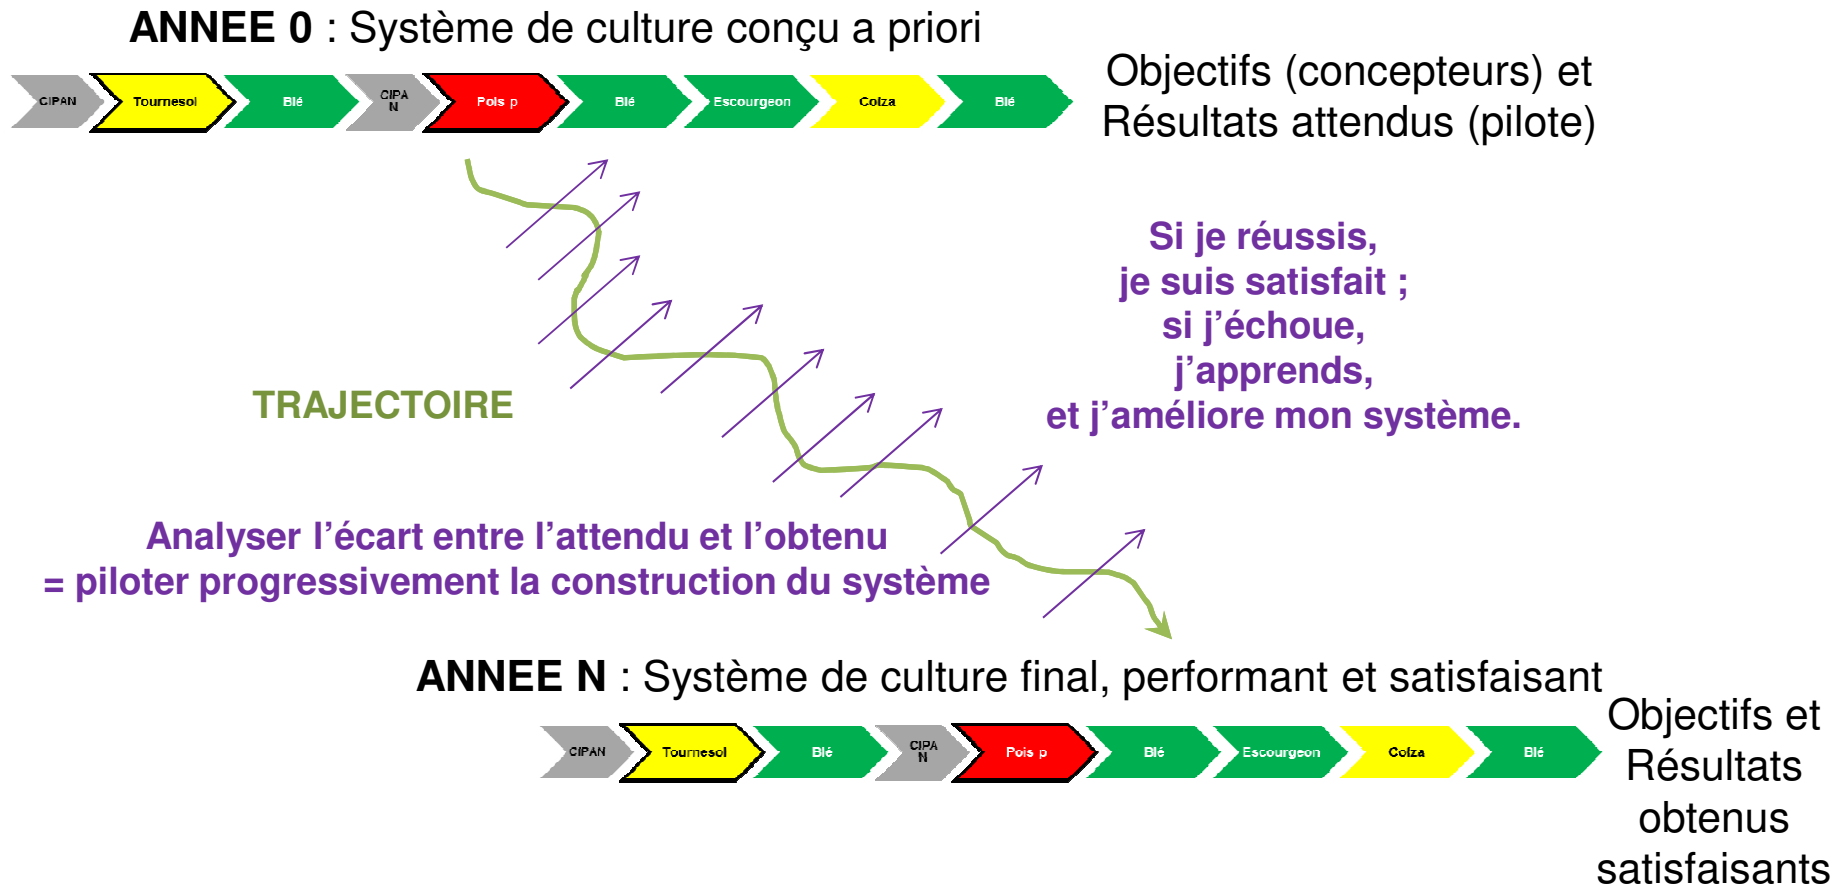 ANNEE 0 : Système de culture conçu a priori
CIPAN
Tournesol
Blé
CIPA
N
Pois p
Blé
Escourgeon
Colza
Blé
Objectifs (concepteurs) et
Résultats attendus (pilote)
Si je réussis,
je suis satisfait ;
si j’échoue,
j’apprends,
et j’améliore mon système.
TRAJECTOIRE
Analyser l’écart entre l’attendu et l’obtenu
= piloter progressivement la construction du système
ANNEE N : Système de culture final, performant et satisfaisant
CIPAN
Tournesol
Blé
CIPA
N
Pois p
Blé
Escourgeon
Colza
Blé
Objectifs et
Résultats
obtenus
satisfaisants